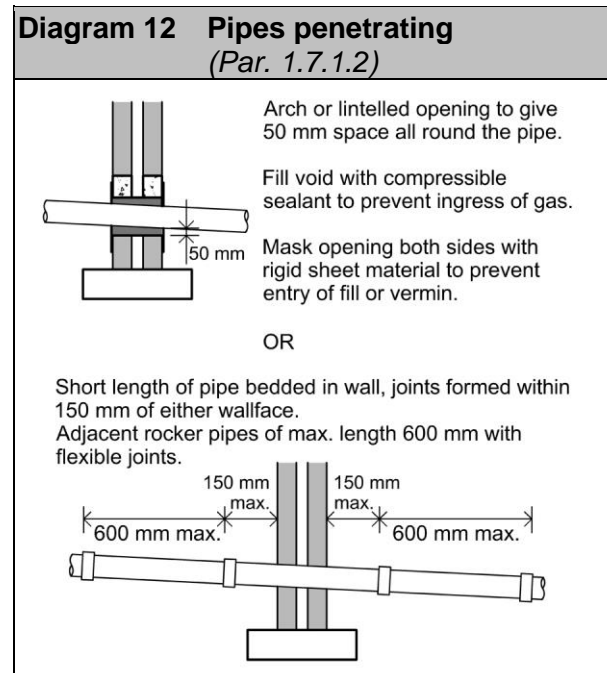 Diagram 12 Pipes penetrating
(Par. 1.7.1.2)
Arch or lintelled opening to give
50 mm space all round the pipe.
Fill void with compressible
sealant to prevent ingress of gas.
50 mm
Mask opening both sides with
rigid sheet material to prevent
entry of fill or vermin.
OR
Short length of pipe bedded in wall, joints formed within
150 mm of either wallface.
Adjacent rocker pipes of max. length 600 mm with
flexible joints.
150 mm
max.
150 mm
max.
600 mm max.
600 mm max.